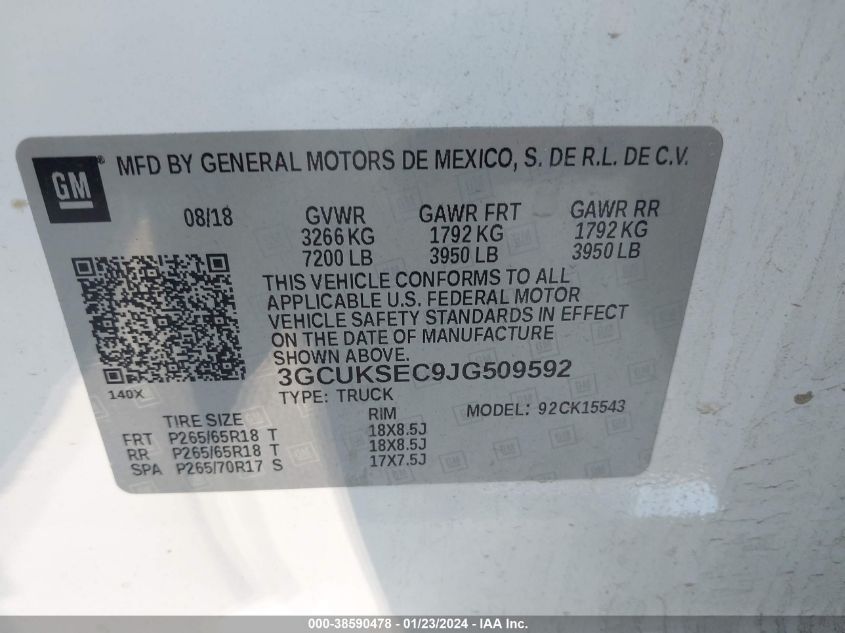 GM ® MFD BY GENERAL MOTORS DE MEXICO, S. DE R.L. DE C.V.
08/18 GVWR GAWR FRT GAWR RR
3266 KG 1792 KG 1792 KG
7200 LB 3950 LB 3950 LB
THIS VEHICLE CONFORMS TO ALL
APPLICABLE U.S. FEDERAL MOTOR
VEHICLE SAFETY STANDARDS IN EFFECT
ON THE DATE OF MANUFACTURE
SHOWN ABOVE.
3GCUKSEC9JG509592
140X
TYPE: TRUCK
TIRE SIZE RIM MODEL: 92CK15543
FRT P265/65R18 T 18X8.5J
RR P265/65R18 T 18X8.5J
SPA P265/70R17 S 17X7.5J
000-38590478 - 01/23/2024 - IAA Inc.